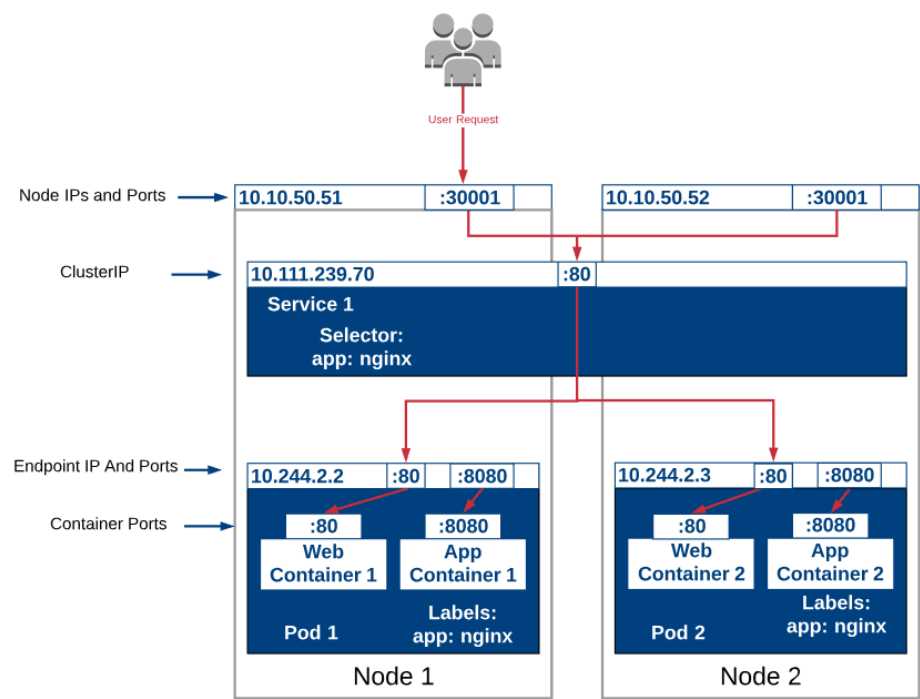 User Request
Node IPs and Ports
10.10.50.51
:30001
10.10.50.52
:30001
ClusterIP
10.111.239.70
:80
Service 1
Selector:
app: nginx
Endpoint IP And Ports
10.244.2.2
:80
:8080
10.244.2.3
:80
:8080
Container Ports
:80
Web
Container 1
:8080
App
Container 1
:80
Web
Container 2
:8080
App
Container 2
Pod 1
Labels:
app: nginx
Pod 2
Labels:
app: nginx
Node 1
Node 2